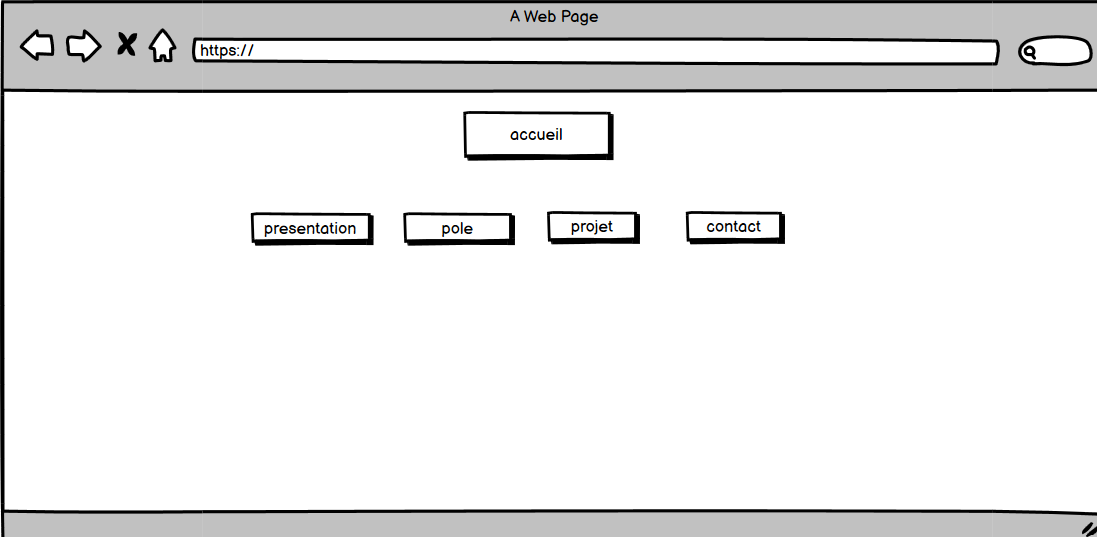 A Web Page
https://
accueil
presentation pole projet contact